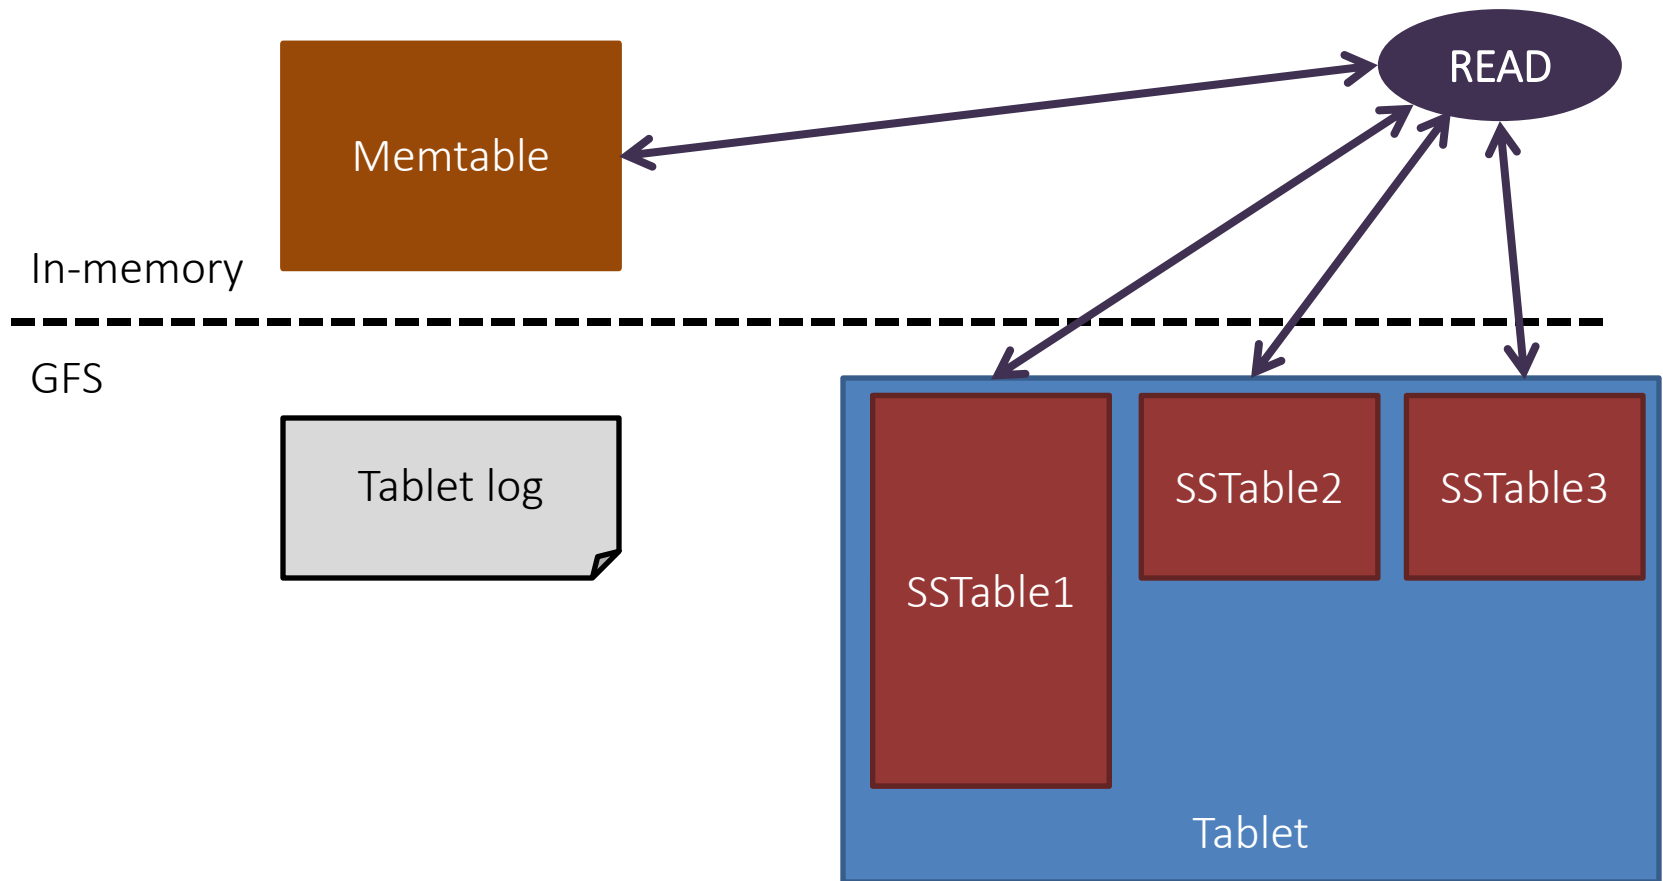 READ
Memtable
In-memory
GFS
Tablet log
SSTable2
SSTable3
SSTable1
Tablet